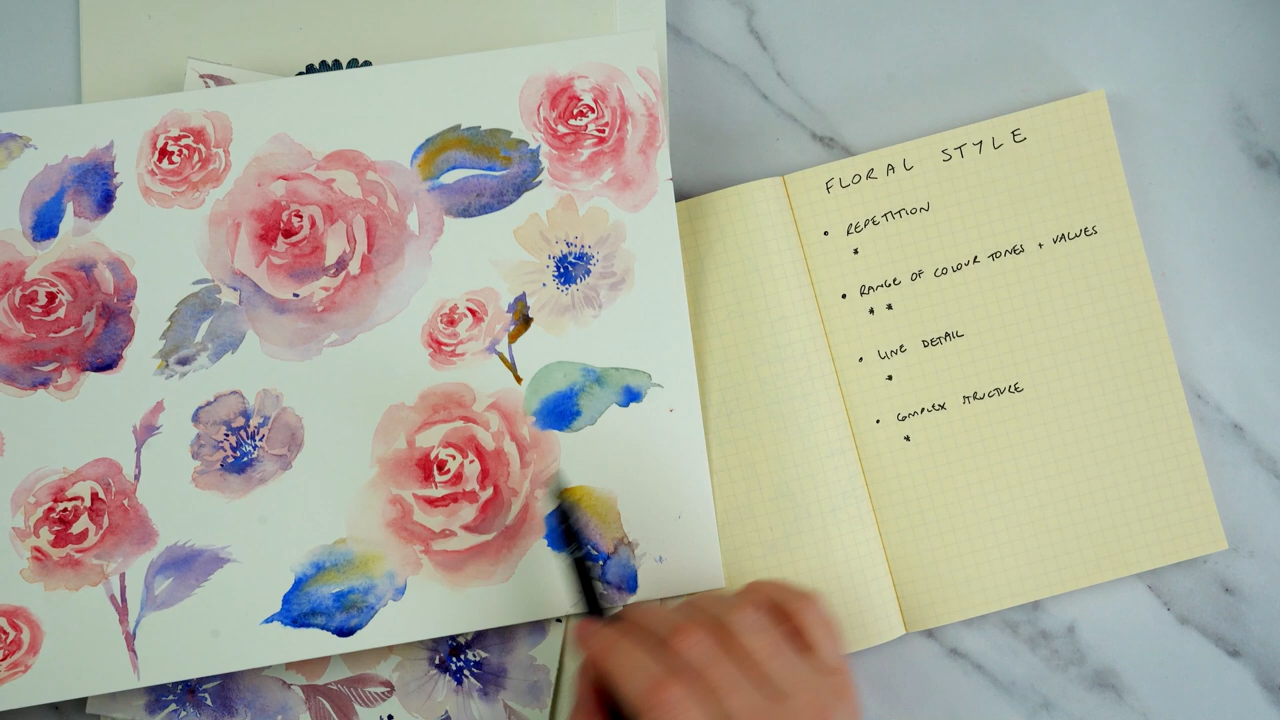 FLORAL STYLE
• REPETITION
*
• RANGE OF COLOUR TONES + VALUES
* *
• LINE DETAIL
*
• COMPLEX STRUCTURE
*